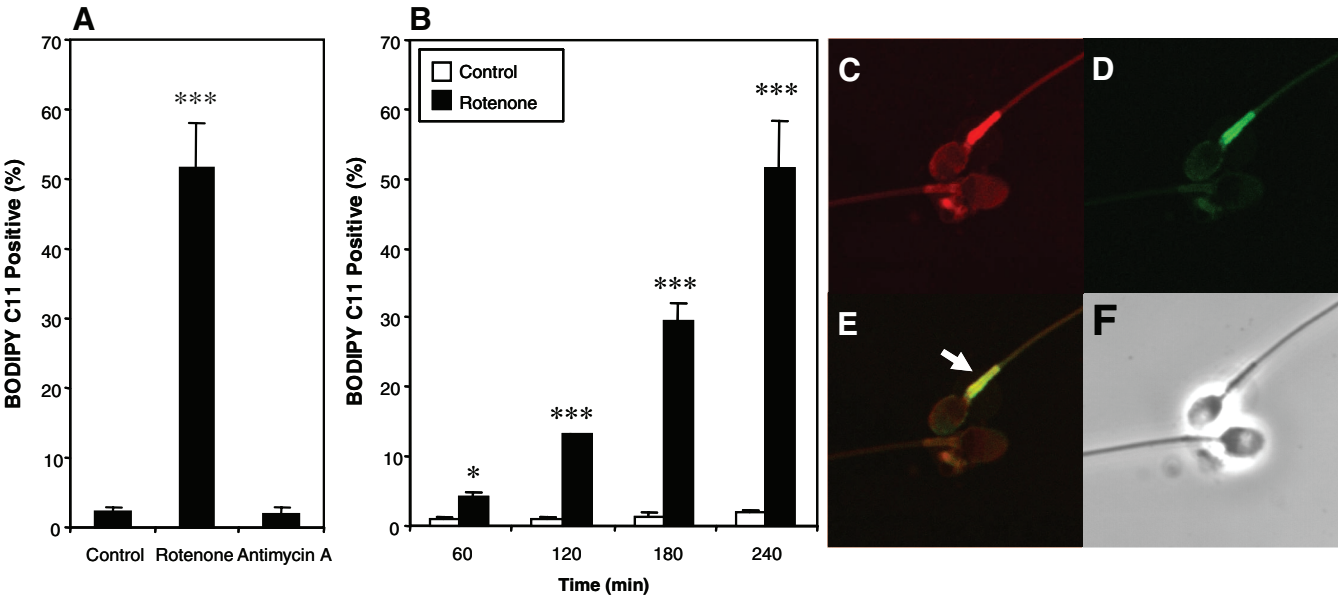 A
BODIPY C11 Positive (%)
70
60
50
40
30
20
10
0
***
Control Rotenone Antimycin A
B
BODIPY C11 Positive (%)
70
60
50
40
30
20
10
0
Control
Rotenone
*
***
***
***
60 120 180 240
Time (min)
C
D
E
F